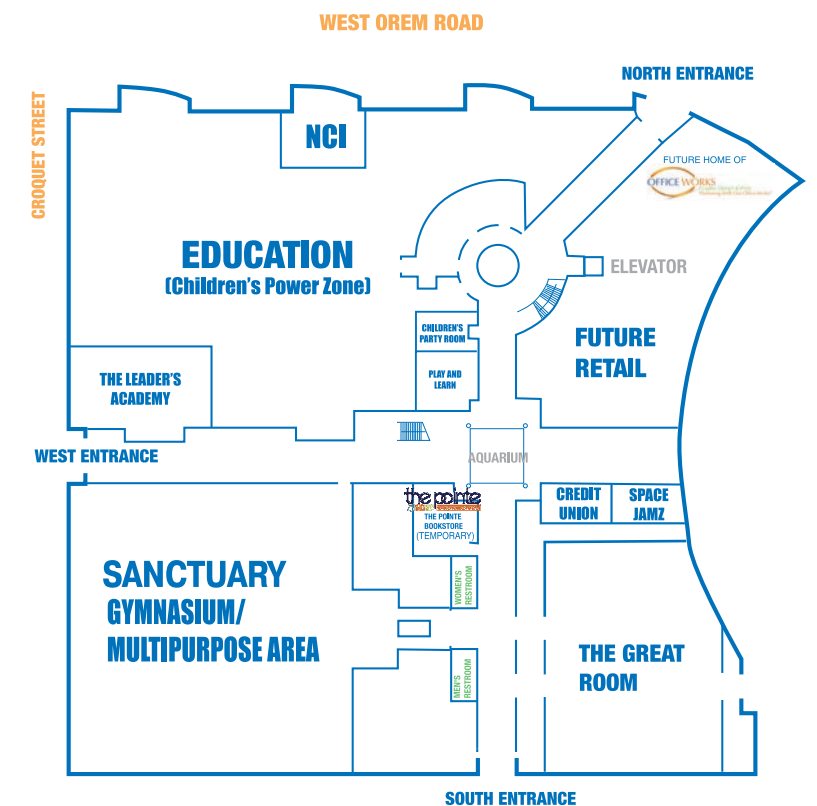 WEST OREM ROAD
NORTH ENTRANCE
CROQUET STREET
NCI
FUTURE HOME OF
OFFICE WORKS
EDUCATION
(Children's Power Zone)
ELEVATOR
CHILDREN'S
PARTY ROOM
FUTURE
RETAIL
THE LEADER'S
ACADEMY
PLAY AND
LEARN
WEST ENTRANCE
AQUARIUM
the pointe
THE POINTE
BOOKSTORE
(TEMPORARY)
CREDIT
UNION
SPACE
JAMZ
SANCTUARY
GYMNASIUM/
MULTIPURPOSE AREA
WOMEN'S
RESTROOM
THE GREAT
ROOM
MEN'S
RESTROOM
SOUTH ENTRANCE